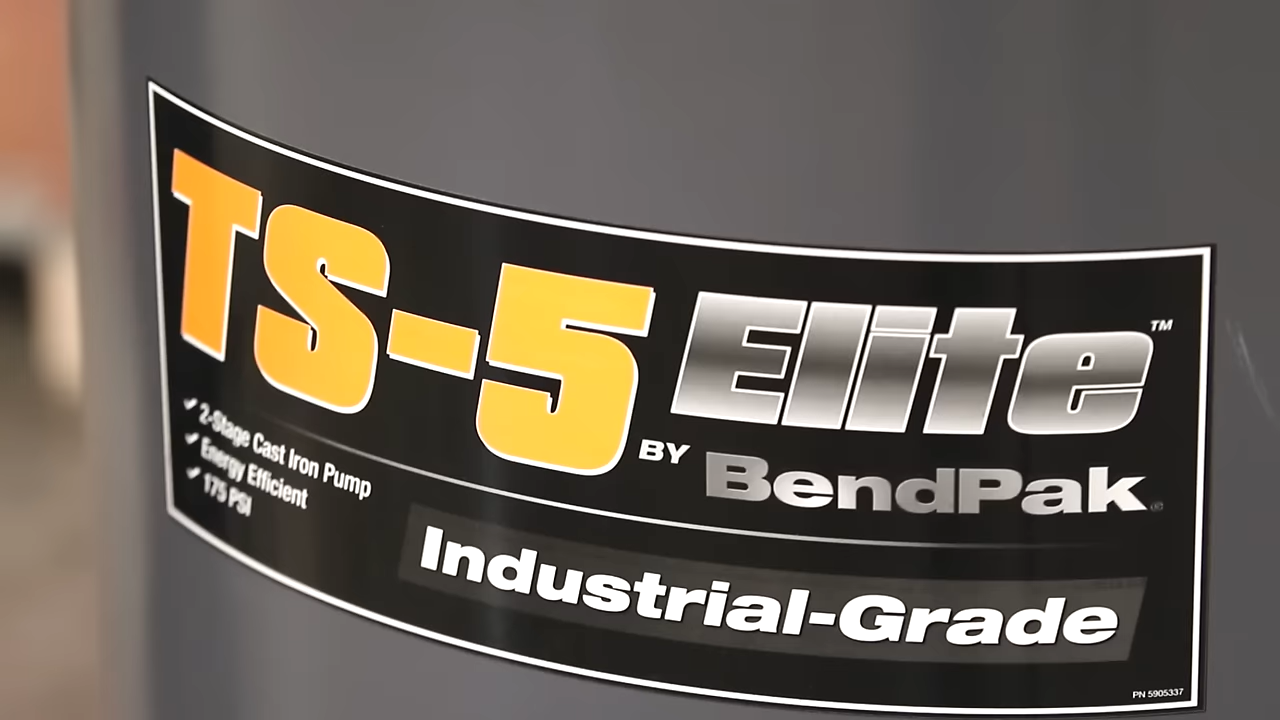 TS-5 Elite™
BY BendPak®
✓ 2-Stage Cast Iron Pump
✓ Energy Efficient
✓ 175 PSI
Industrial-Grade
PN 5905337